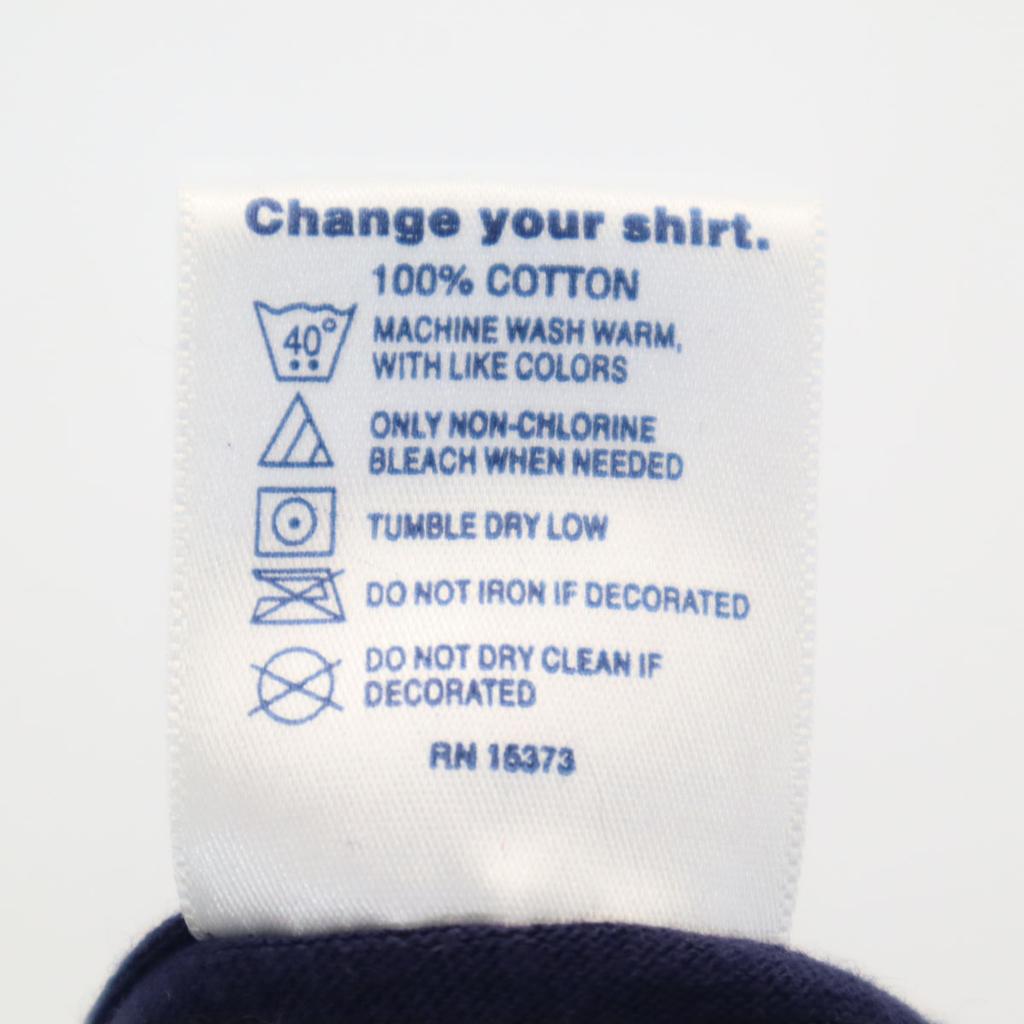 Change your shirt.
100% COTTON
40°
MACHINE WASH WARM,
WITH LIKE COLORS
ONLY NON-CHLORINE
BLEACH WHEN NEEDED
TUMBLE DRY LOW
DO NOT IRON IF DECORATED
DO NOT DRY CLEAN IF
DECORATED
RN 15373